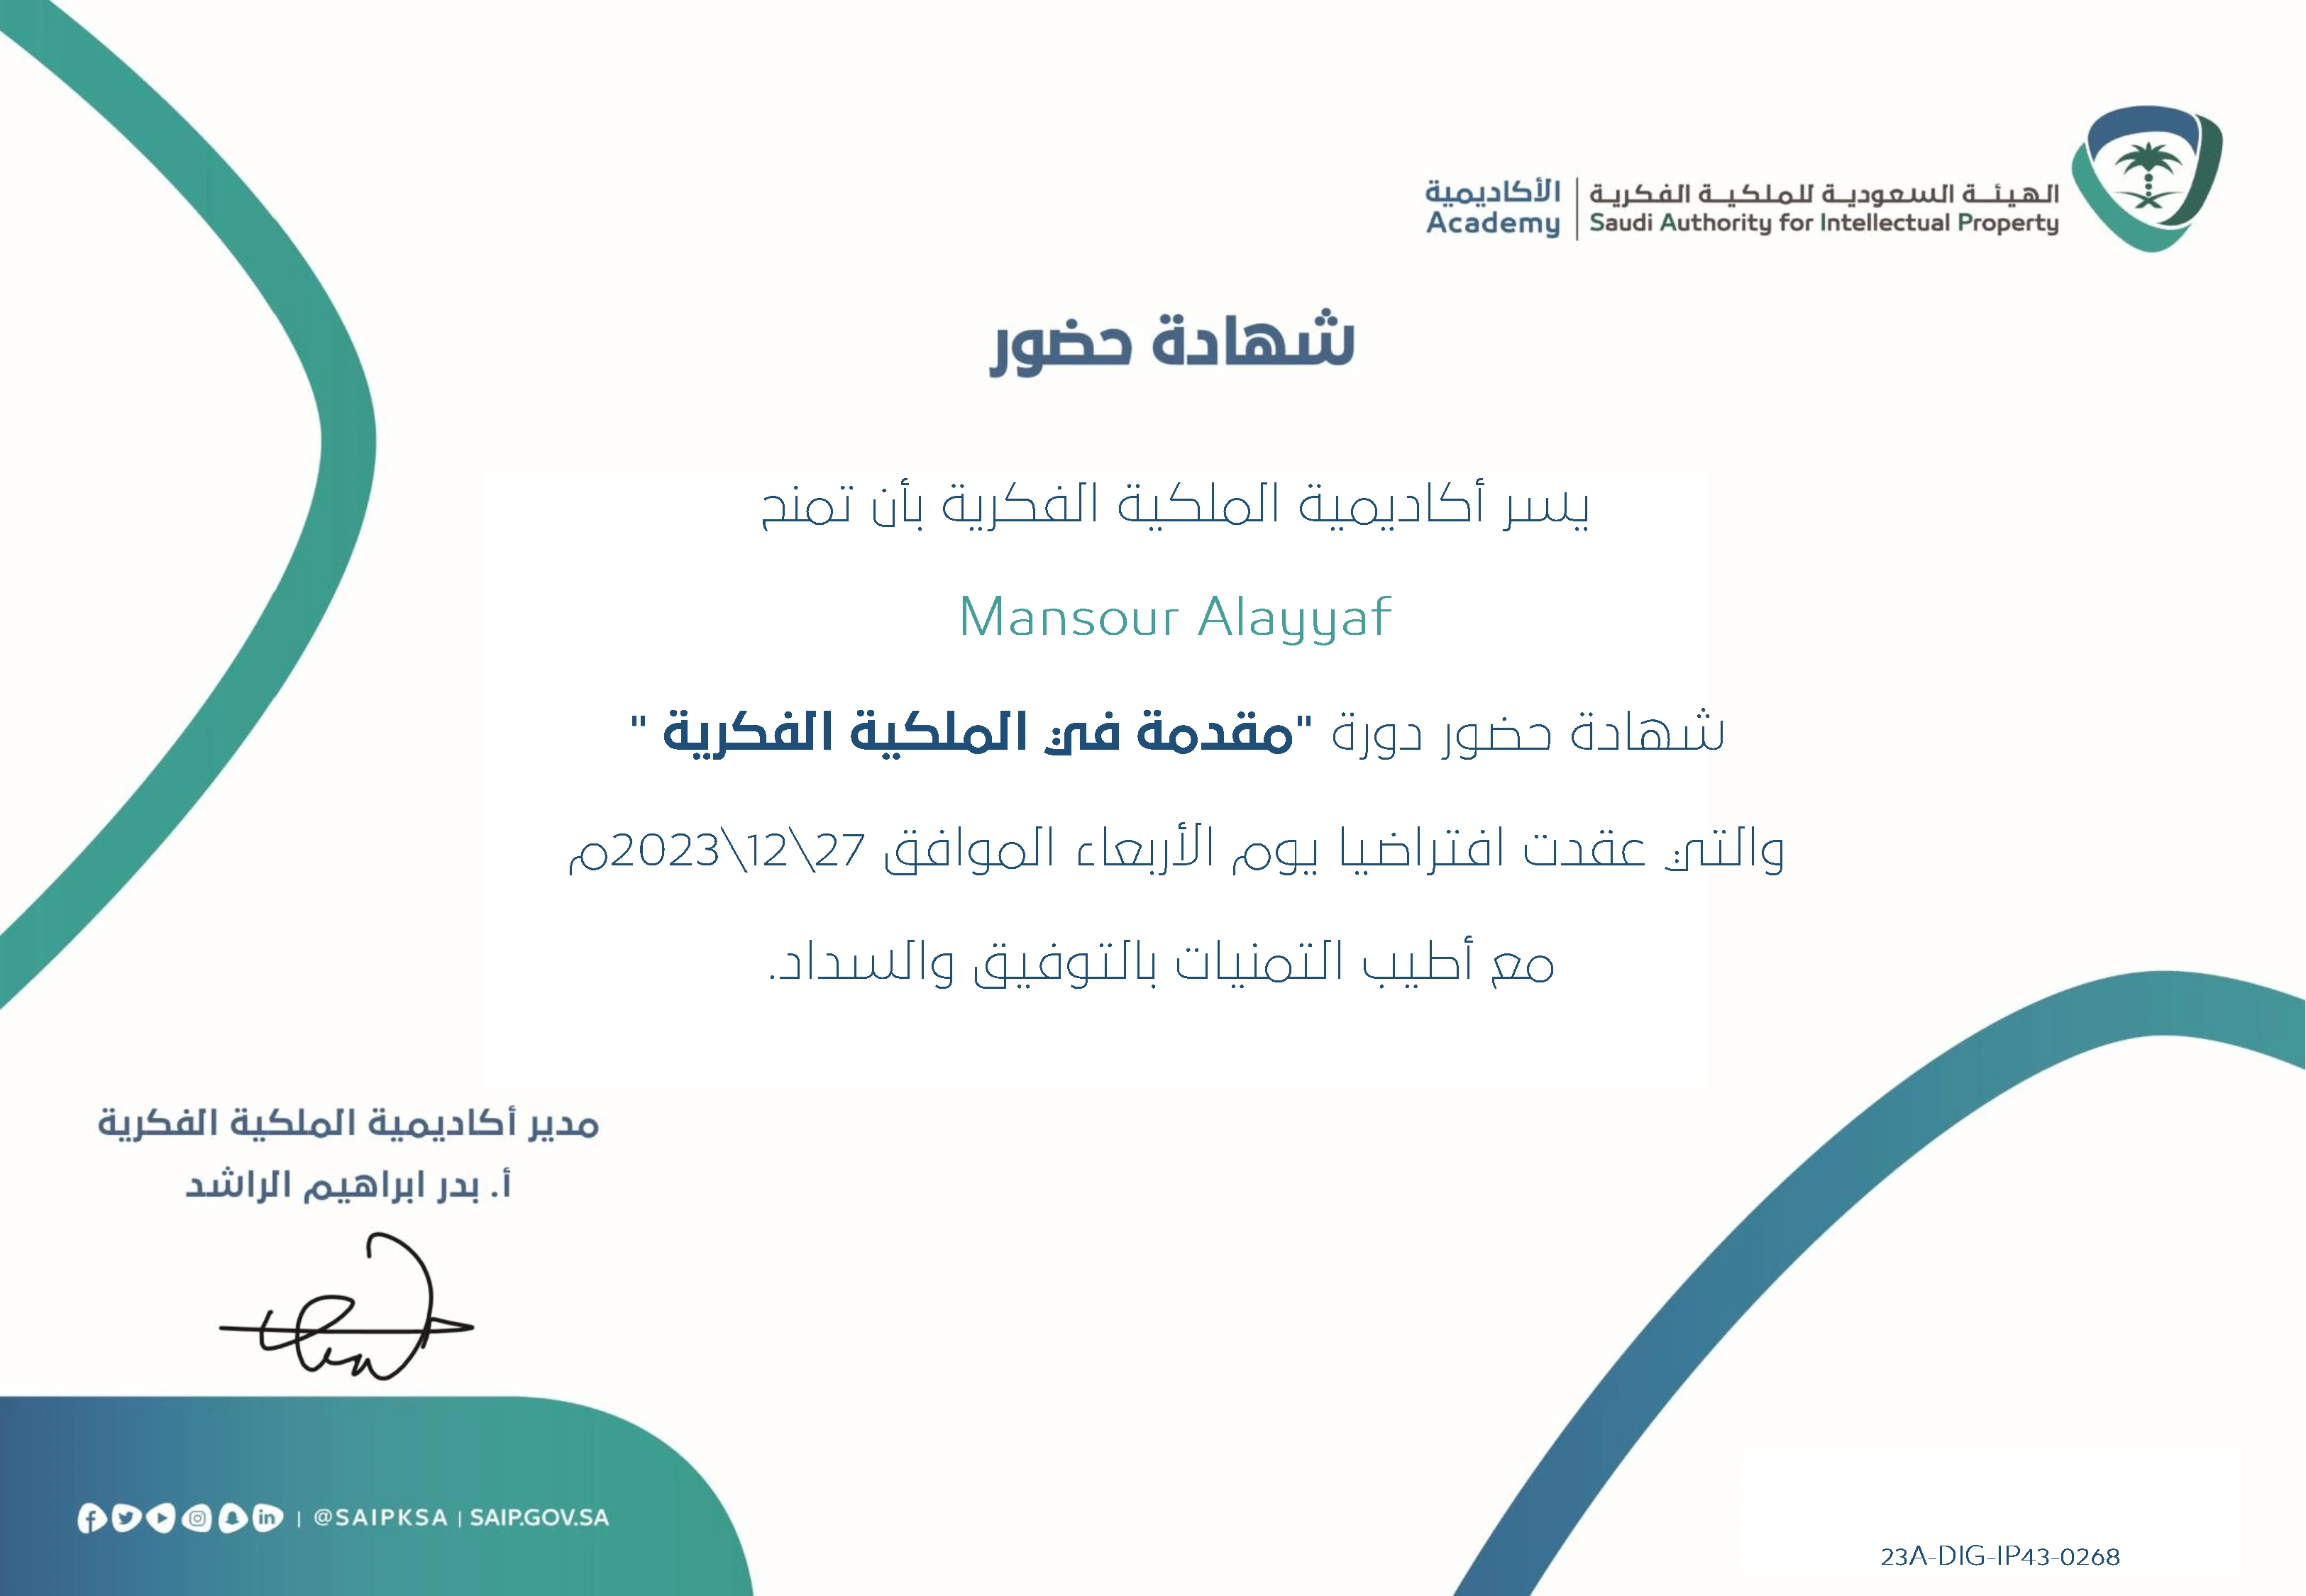 الهيئة السعودية للملكية الفكرية | الأكاديمية
Saudi Authority for Intellectual Property | Academy
شهادة حضور
يسر أكاديمية الملكية الفكرية بأن تمنح
Mansour Alayyaf
شهادة حضور دورة "مقدمة في الملكية الفكرية "
والتي عقدت افتراضيا يوم الأربعاء الموافق 27\12\2023م
مع أطيب التمنيات بالتوفيق والسداد.
مدير أكاديمية الملكية الفكرية
أ. بدر ابراهيم الراشد
| @SAIPKSA | SAIP.GOV.SA
23A-DIG-IP43-0268